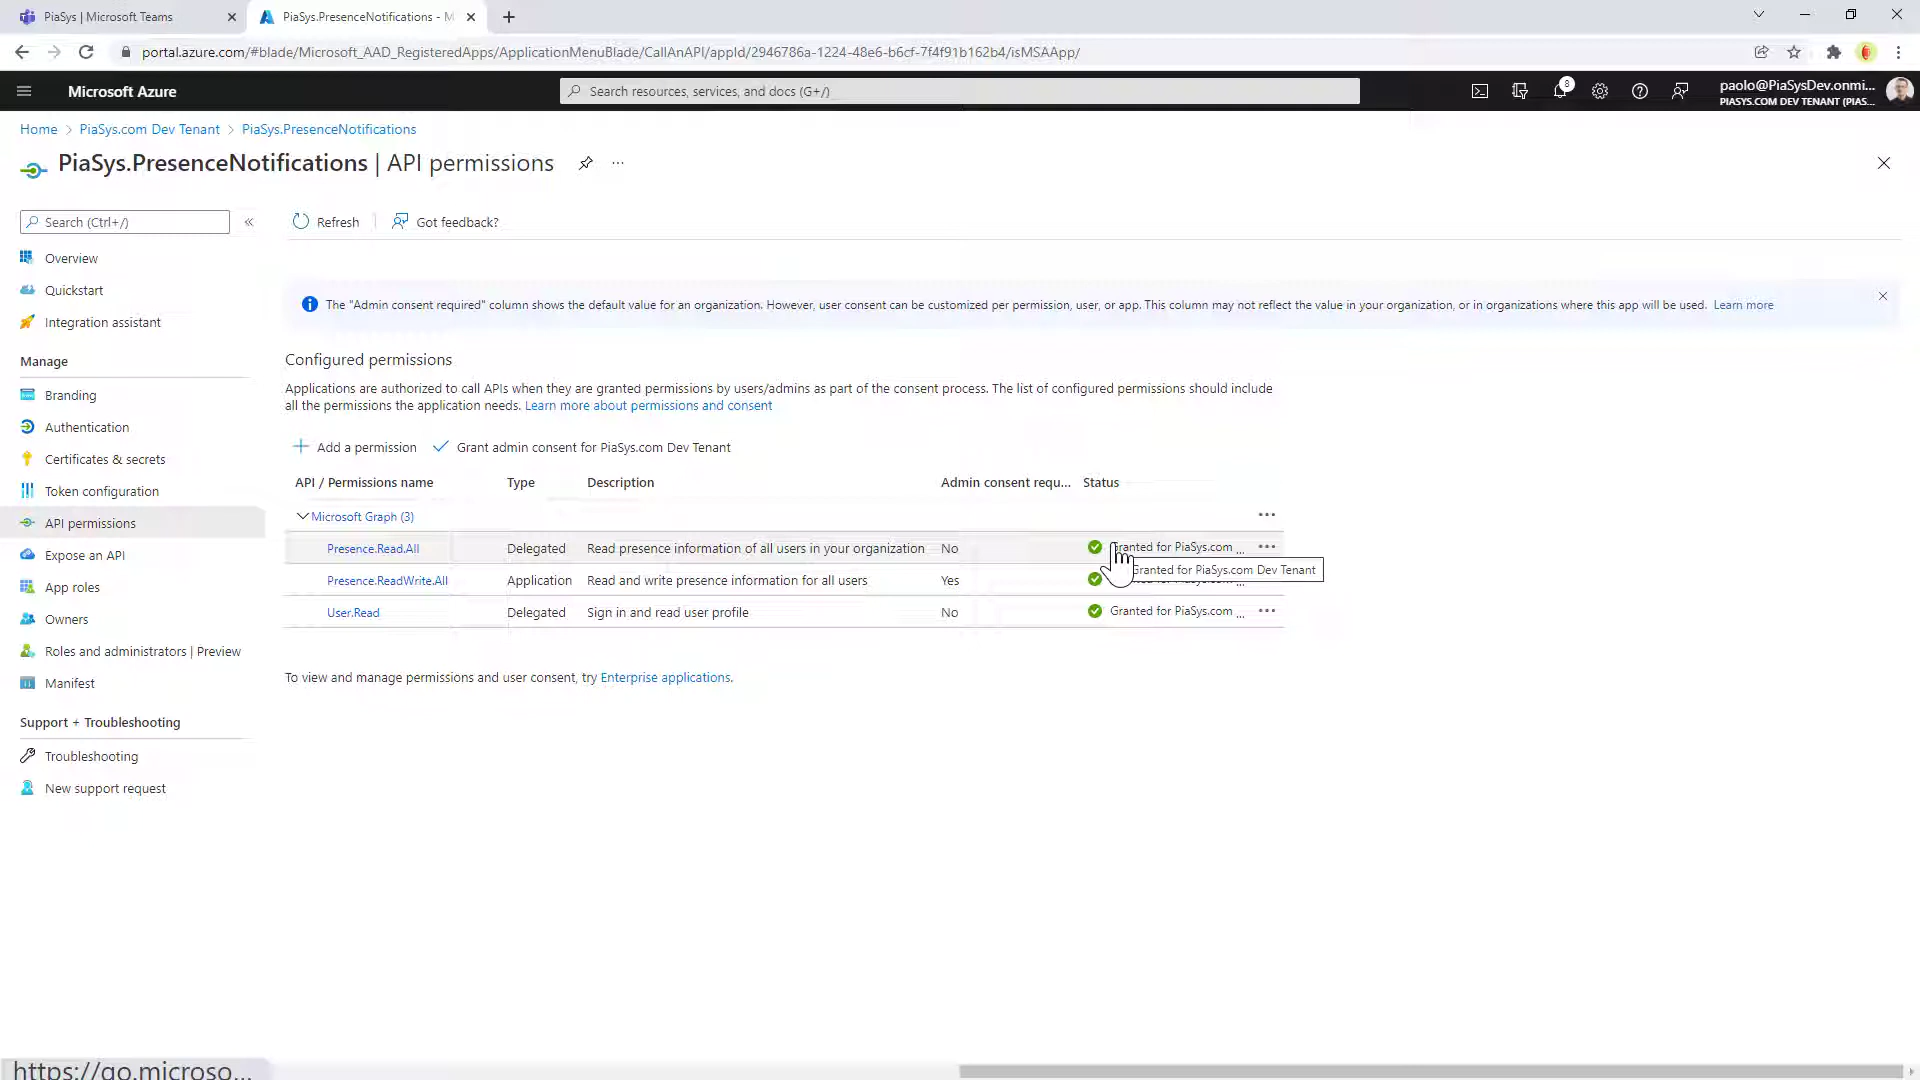 PiaSys | Microsoft Teams
PiaSys.PresenceNotifications - M
portal.azure.com/#blade/Microsoft_AAD_RegisteredApps/ApplicationMenuBlade/CallAnAPI/appId/2946786a-1224-48e6-b6cf-7f4f91b162b4/isMSAApp/
Microsoft Azure
Search resources, services, and docs (G+/)
8
paolo@PiaSysDev.onmi...
PIASYS.COM DEV TENANT (PIAS...
Home > PiaSys.com Dev Tenant > PiaSys.PresenceNotifications
PiaSys.PresenceNotifications | API permissions
Search (Ctrl+/)
Refresh
Got feedback?
Overview
Quickstart
Integration assistant
Manage
Branding
Authentication
Certificates & secrets
Token configuration
API permissions
Expose an API
App roles
Owners
Roles and administrators | Preview
Manifest
Support + Troubleshooting
Troubleshooting
New support request
The "Admin consent required" column shows the default value for an organization. However, user consent can be customized per permission, user, or app. This column may not reflect the value in your organization, or in organizations where this app will be used. Learn more
Configured permissions
Applications are authorized to call APIs when they are granted permissions by users/admins as part of the consent process. The list of configured permissions should include
all the permissions the application needs. Learn more about permissions and consent
Add a permission
Grant admin consent for PiaSys.com Dev Tenant
API / Permissions name Type Description Admin consent requ... Status
Microsoft Graph (3)
Presence.Read.All Delegated Read presence information of all users in your organization No Granted for PiaSys.com ...
Granted for PiaSys.com Dev Tenant
Presence.ReadWrite.All Application Read and write presence information for all users Yes
User.Read Delegated Sign in and read user profile No Granted for PiaSys.com ...
To view and manage permissions and user consent, try Enterprise applications.
https://go.microso...